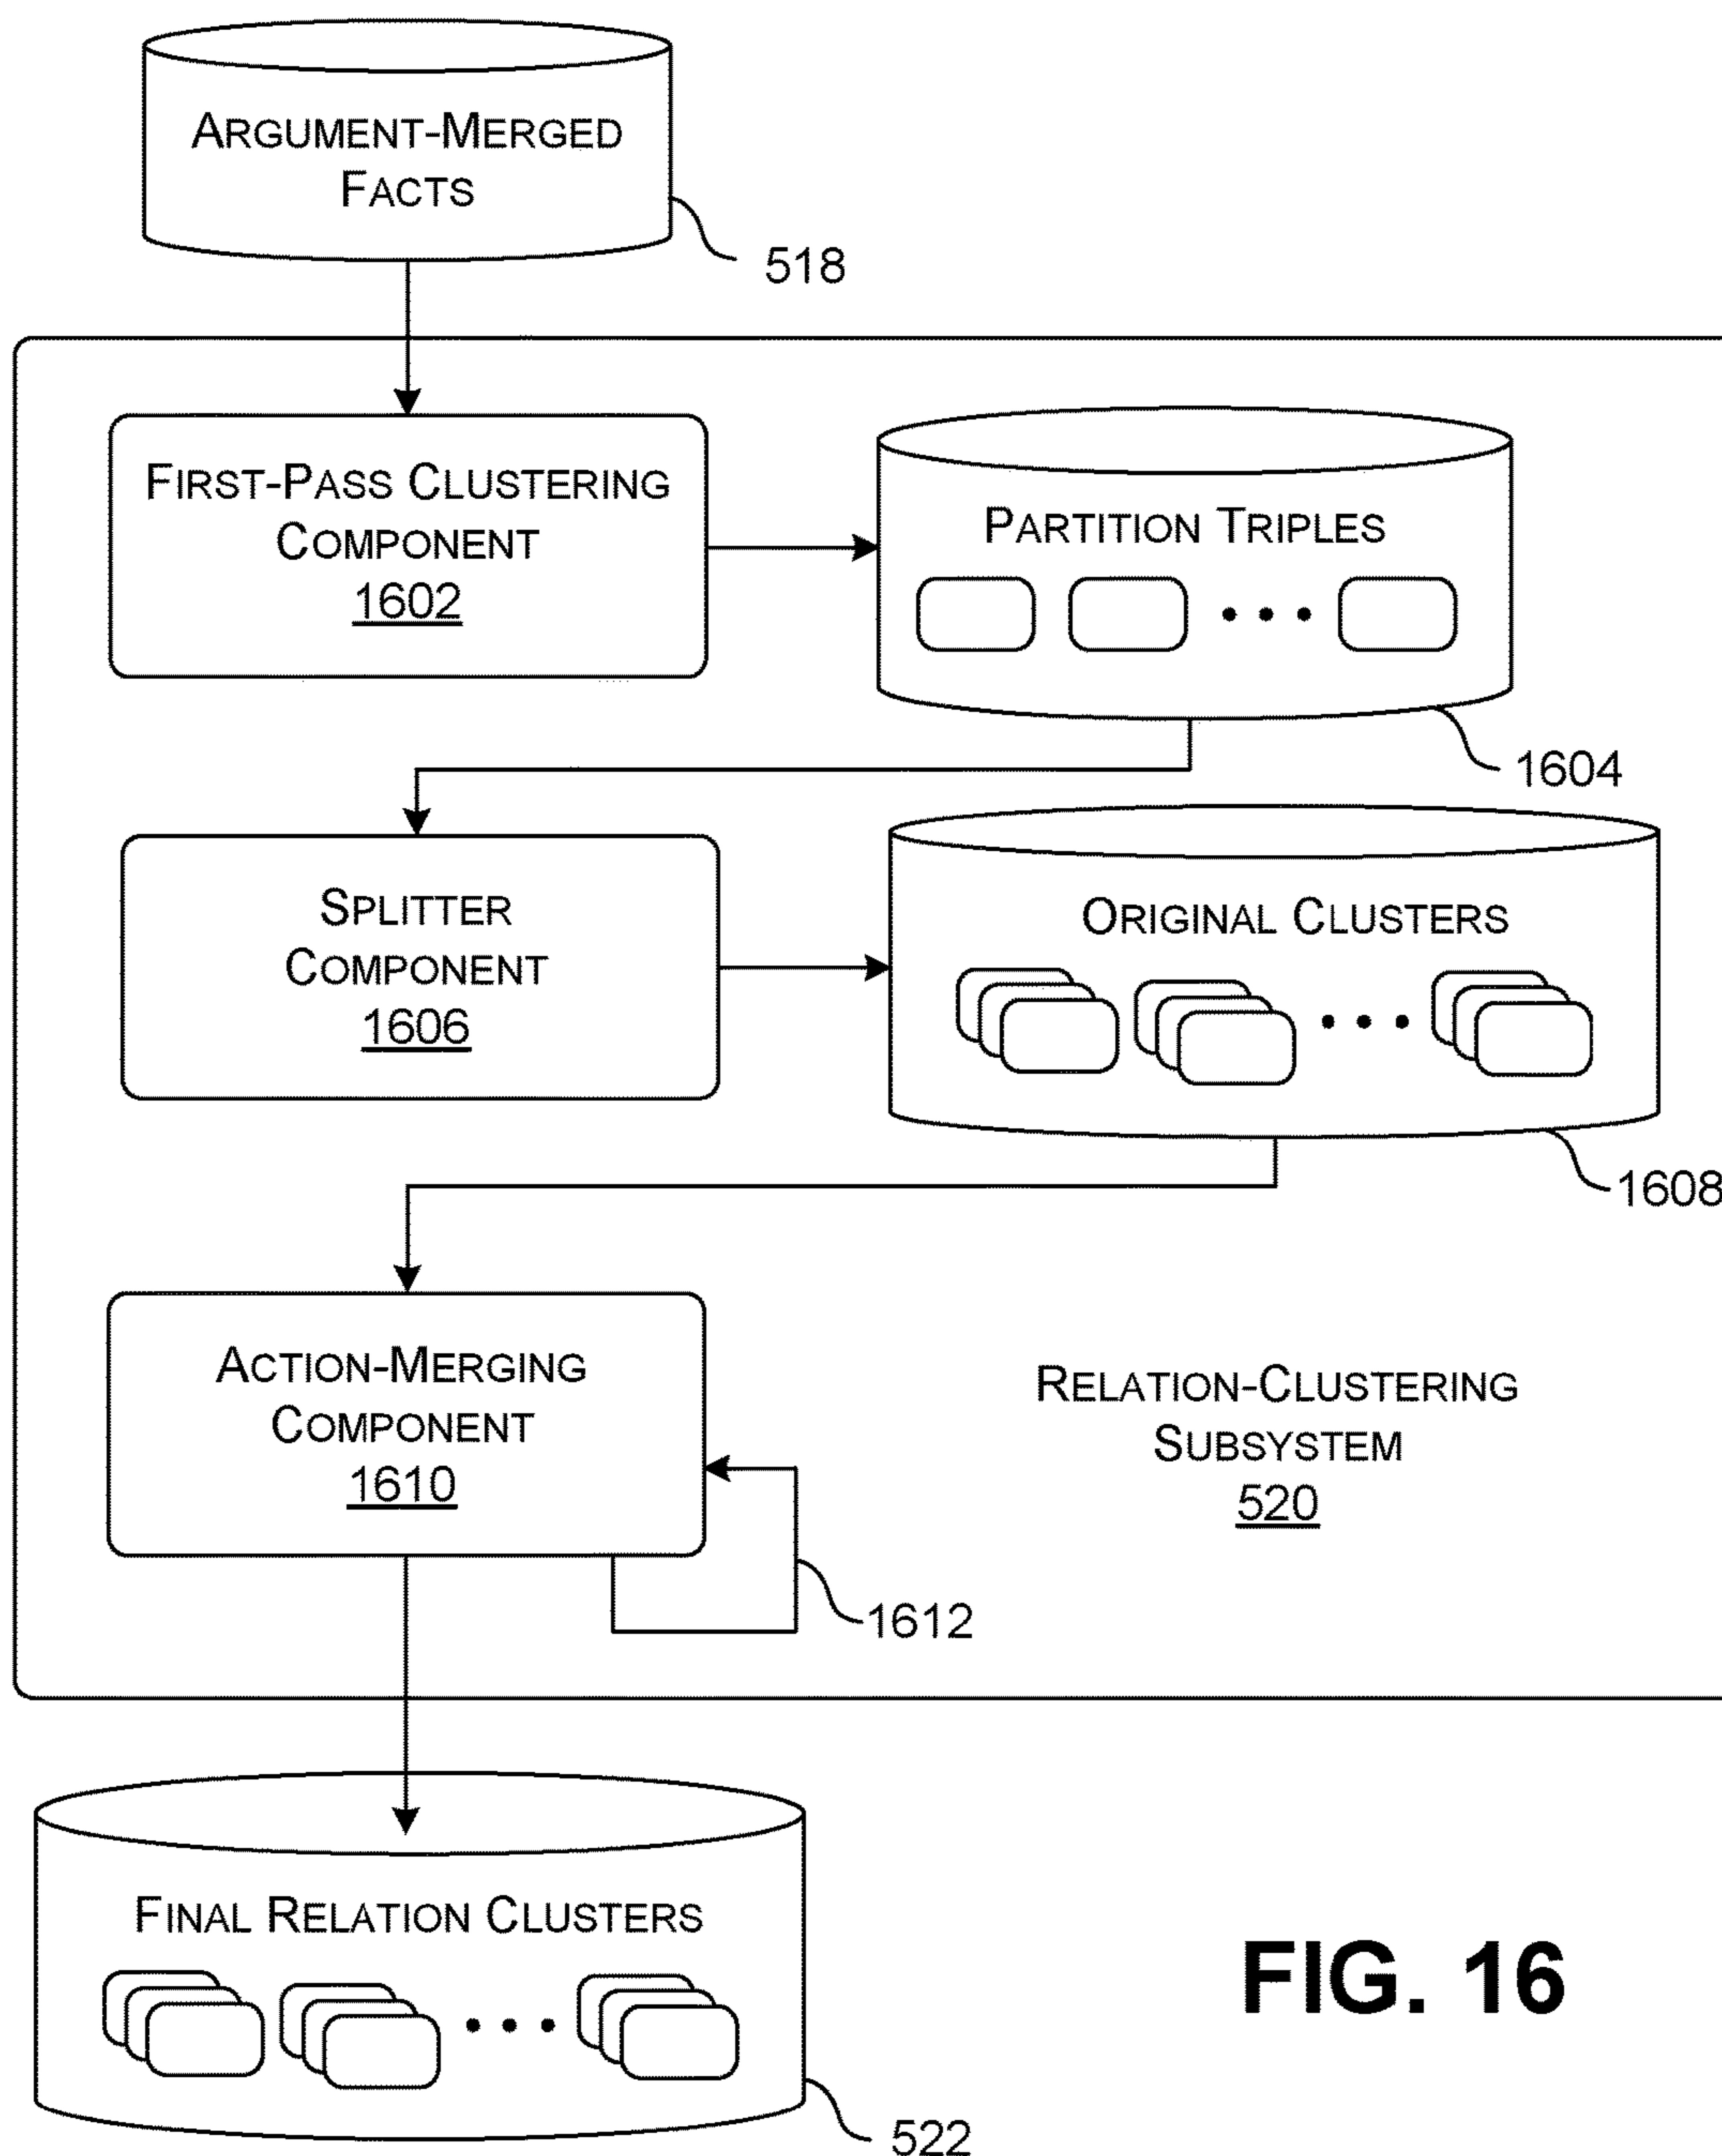 ARGUMENT-MERGED
FACTS
518
FIRST-PASS CLUSTERING
COMPONENT
1602
PARTITION TRIPLES
1604
SPLITTER
COMPONENT
1606
ORIGINAL CLUSTERS
1608
ACTION-MERGING
COMPONENT
1610
RELATION-CLUSTERING
SUBSYSTEM
520
1612
FINAL RELATION CLUSTERS
522
FIG. 16